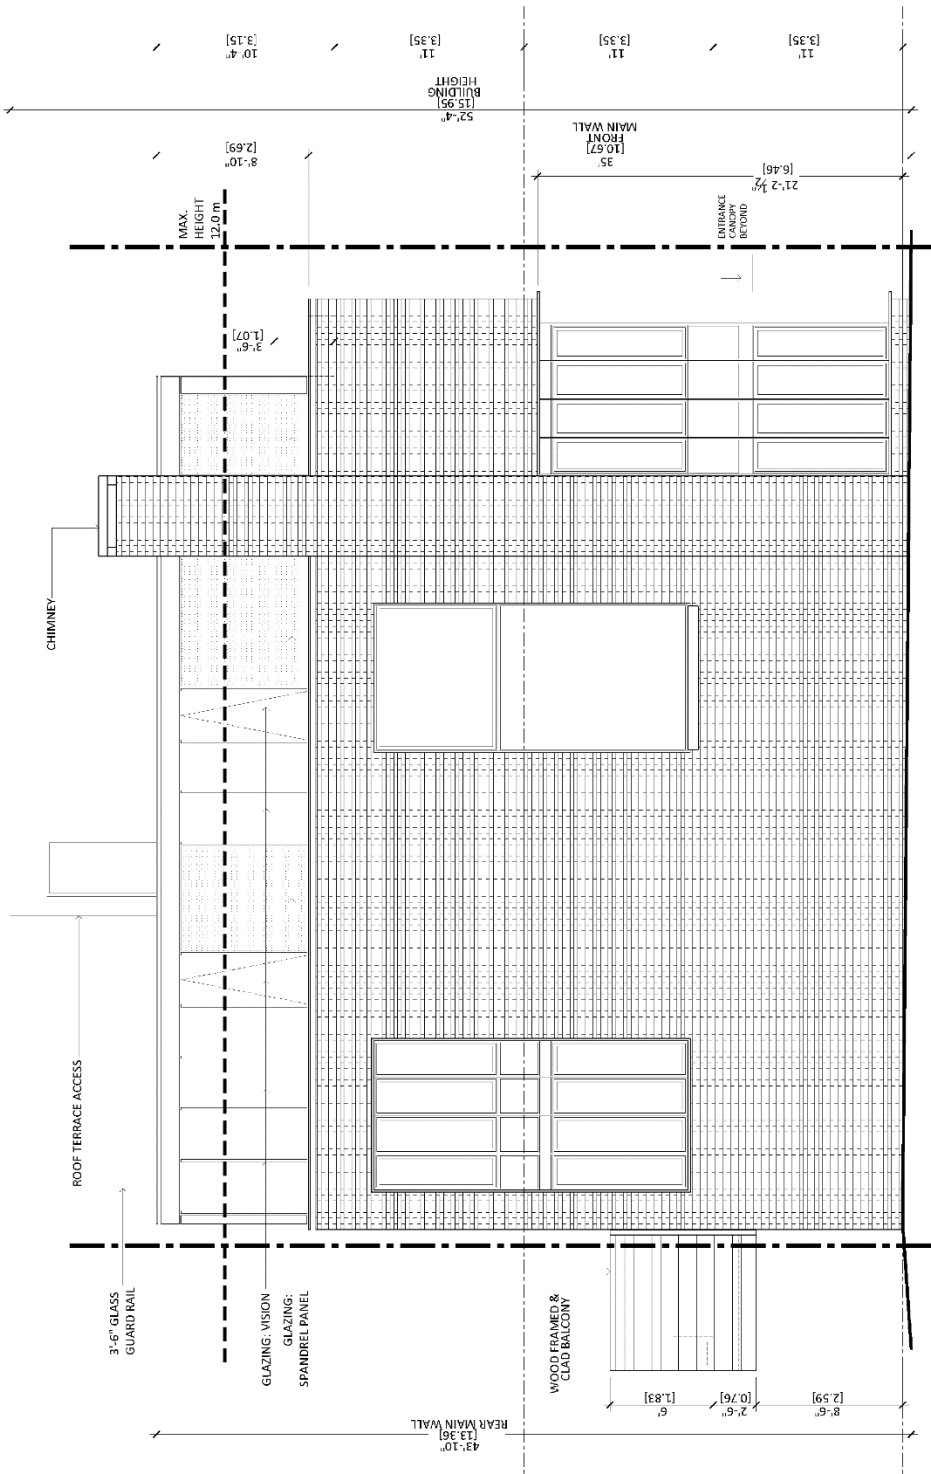 10'-4"
[3.15]
11'
[3.35]
11'
[3.35]
11'
[3.35]
52'-4"
[15.95]
BUILDING
HEIGHT
8'-10"
[2.69]
35'
[10.67]
FRONT
MAIN WALL
21'-2 ½"
[6.46]
MAX.
HEIGHT
12.0 m
ENTRANCE
CANOPY
BEYOND
3'-6"
[1.07]
CHIMNEY
ROOF TERRACE ACCESS
3'-6" GLASS
GUARD RAIL
GLAZING: VISION
GLAZING:
SPANDREL PANEL
WOOD FRAMED &
CLAD BALCONY
6'
[1.83]
2'-6"
[0.76]
8'-6"
[2.59]
43'-10"
[13.36]
REAR MAIN WALL